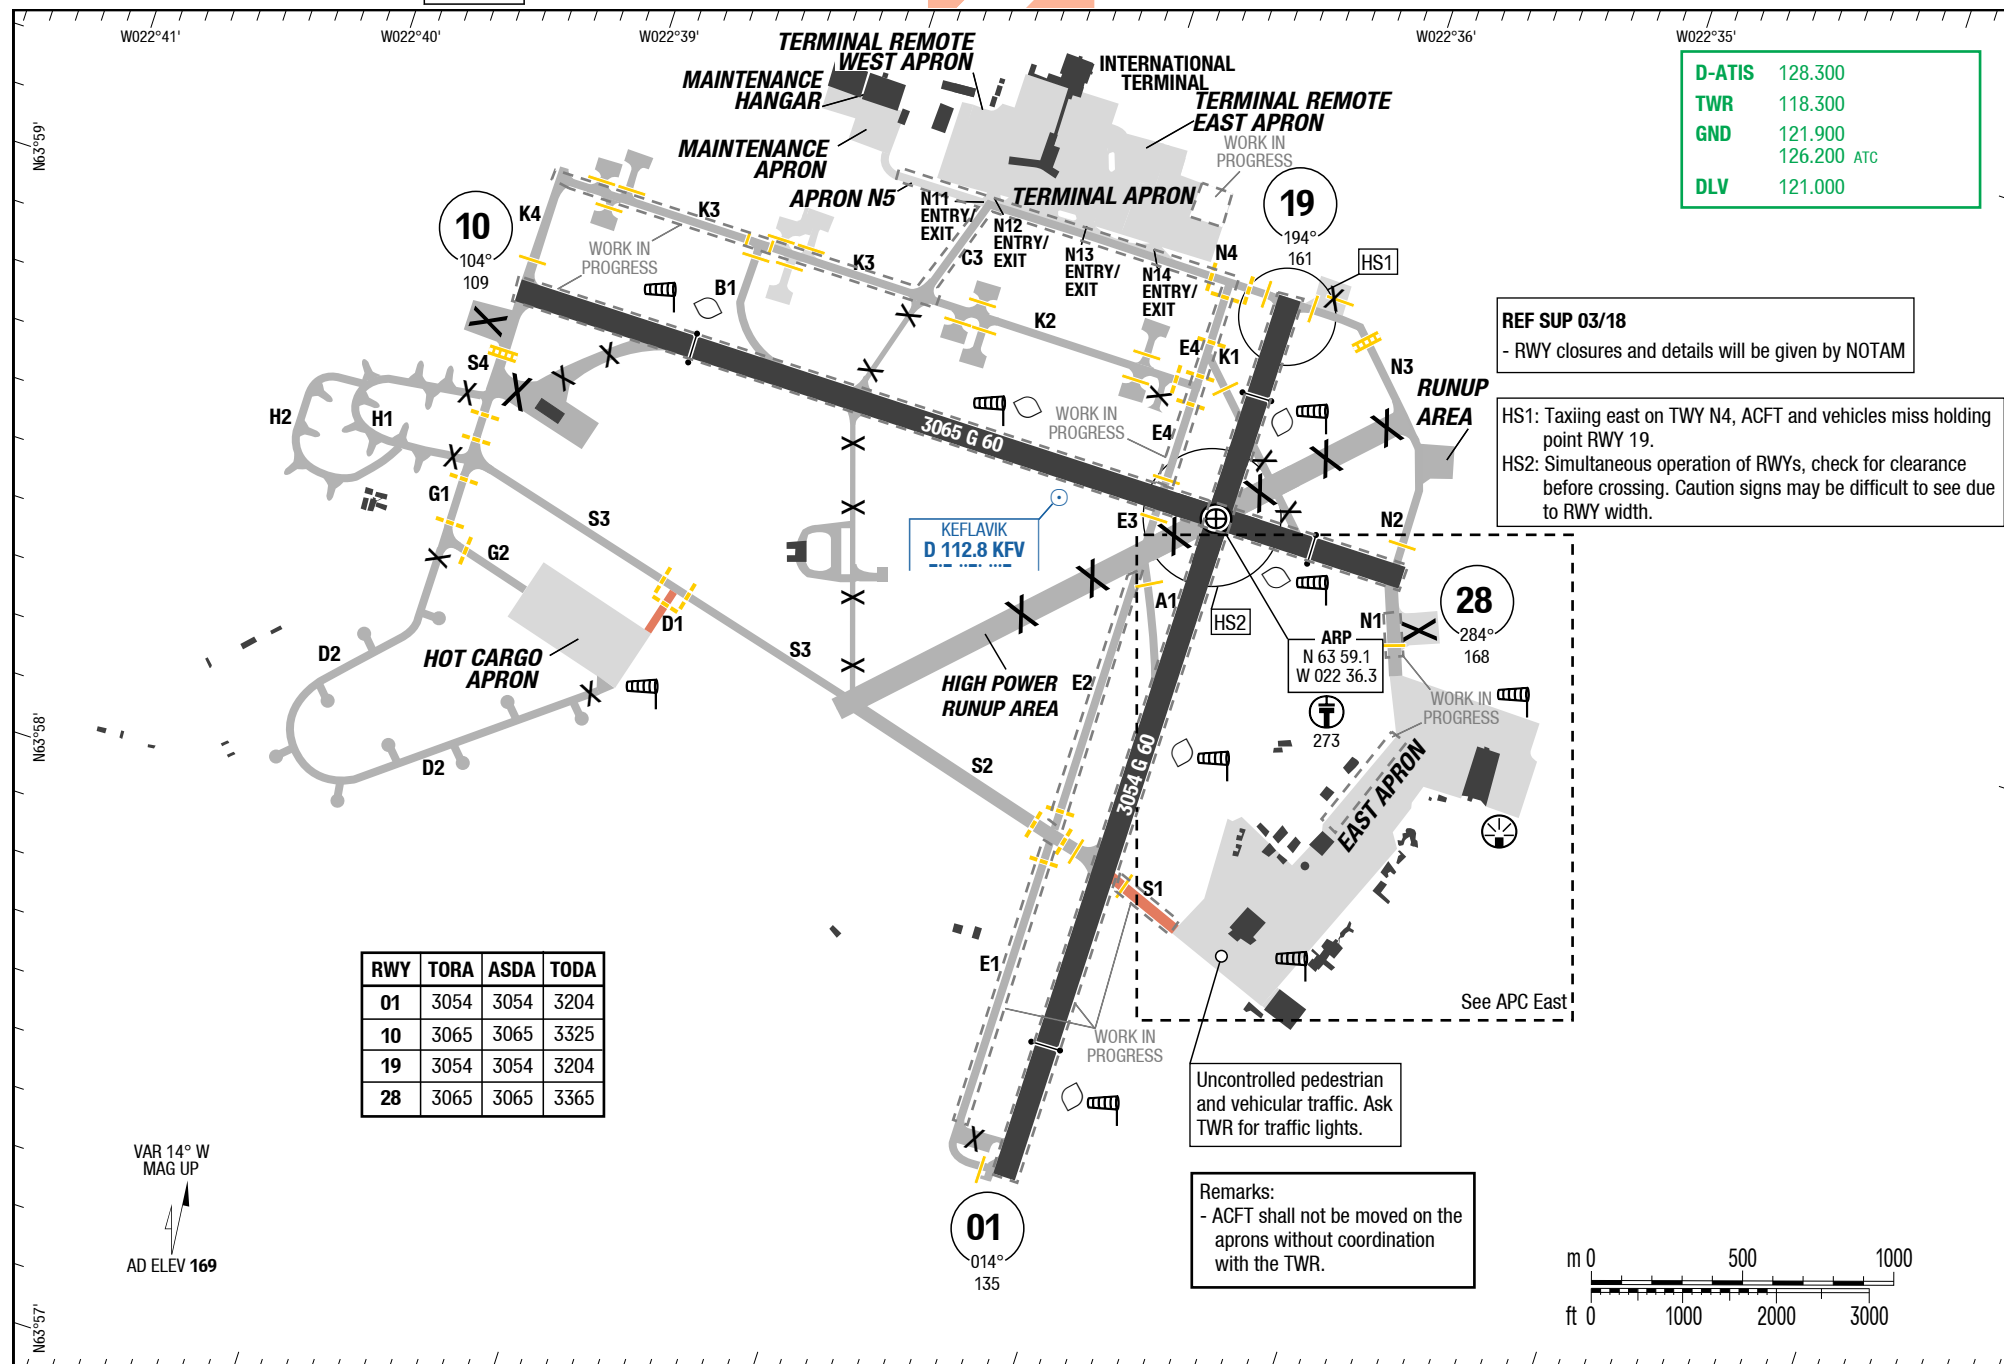 W022°41'
W022°40'
W022°39'
W022°36'
W022°35'
N63°59'
N63°58'
N63°57'
TERMINAL REMOTE
WEST APRON
MAINTENANCE
HANGAR
INTERNATIONAL
TERMINAL
TERMINAL REMOTE
EAST APRON
WORK IN
PROGRESS
MAINTENANCE
APRON
APRON N5
TERMINAL APRON
D-ATIS 128.300
TWR 118.300
GND 121.900
126.200 ATC
DLV 121.000
N11
ENTRY/
EXIT
N12
ENTRY/
EXIT
N13
ENTRY/
EXIT
N14
ENTRY/
EXIT
10
104°
109
19
194°
161
HS1
K4
K3
WORK IN
PROGRESS
K3
C3
N4
B1
K2
E4
K1
N3
S4
H2
H1
RUNUP
AREA
REF SUP 03/18
- RWY closures and details will be given by NOTAM
HS1: Taxiing east on TWY N4, ACFT and vehicles miss holding
point RWY 19.
HS2: Simultaneous operation of RWYs, check for clearance
before crossing. Caution signs may be difficult to see due
to RWY width.
3065 G 60
WORK IN
PROGRESS
E4
G1
S3
G2
KEFLAVIK
D 112.8 KFV
E3
N2
D1
A1
HS2
N1
28
284°
168
ARP
N 63 59.1
W 022 36.3
D2
HOT CARGO
APRON
S3
HIGH POWER
RUNUP AREA
E2
273
WORK IN
PROGRESS
D2
S2
3054 G 60
EAST APRON
S1
E1
See APC East
RWY TORA ASDA TODA
01 3054 3054 3204
10 3065 3065 3325
19 3054 3054 3204
28 3065 3065 3365
WORK IN
PROGRESS
Uncontrolled pedestrian
and vehicular traffic. Ask
TWR for traffic lights.
VAR 14° W
MAG UP
AD ELEV 169
01
014°
135
Remarks:
- ACFT shall not be moved on the
aprons without coordination
with the TWR.
m 0 500 1000
ft 0 1000 2000 3000